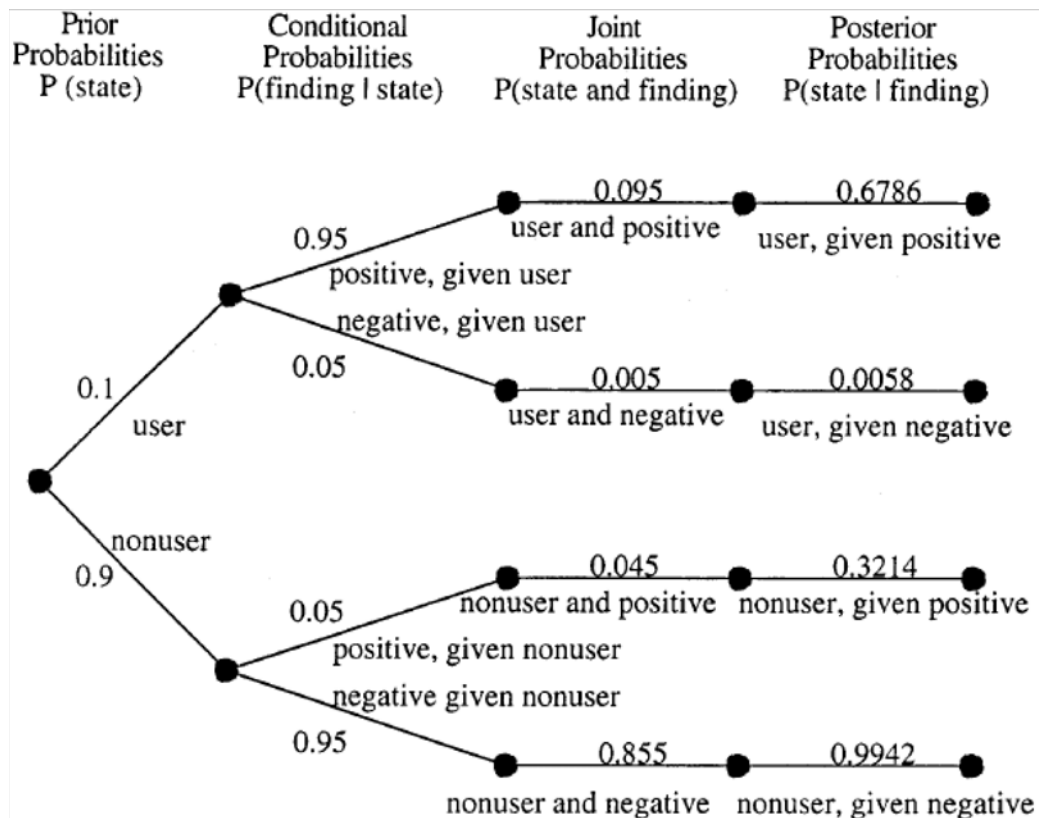 Prior
Probabilities
P (state)
Conditional
Probabilities
P(finding | state)
Joint
Probabilities
P(state and finding)
Posterior
Probabilities
P(state | finding)
0.095
0.6786
user and positive
user, given positive
0.95
positive, given user
negative, given user
0.05
0.005
0.0058
user and negative
user, given negative
0.1
user
nonuser
0.9
0.045
0.3214
nonuser and positive
nonuser, given positive
0.05
positive, given nonuser
negative given nonuser
0.95
0.855
0.9942
nonuser and negative
nonuser, given negative